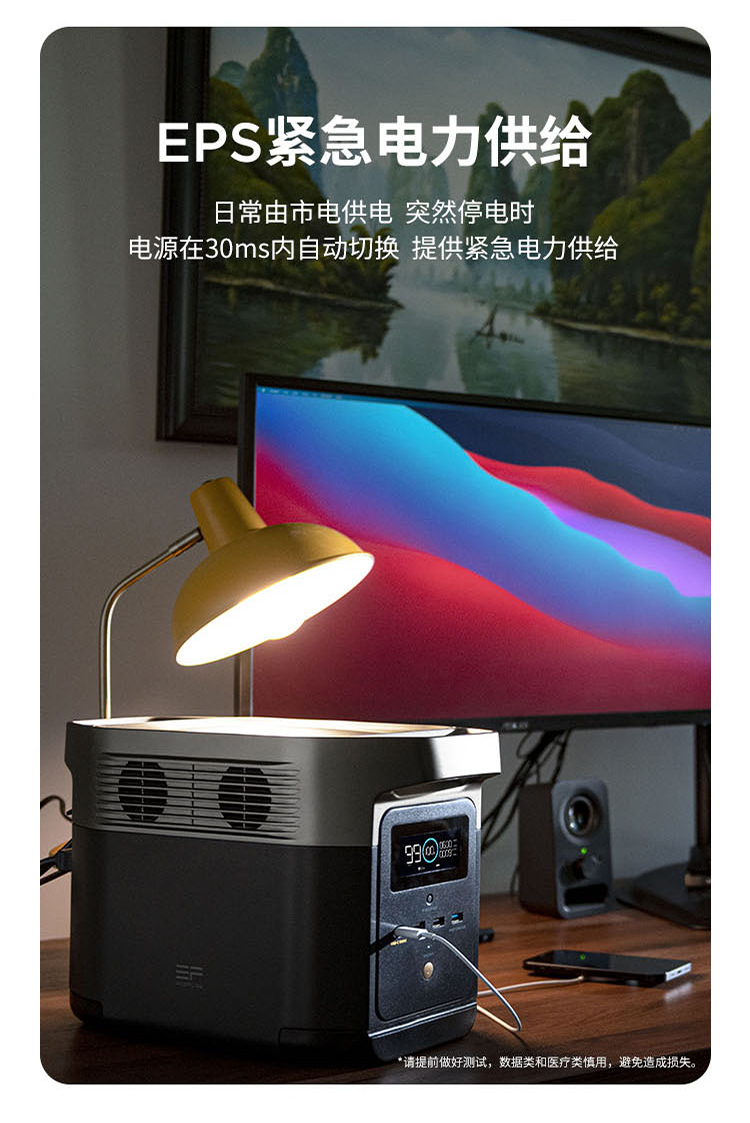 EPS紧急电力供给
日常由市电供电 突然停电时
电源在30ms内自动切换 提供紧急电力供给
99
100
EF
*请提前做好测试，数据类和医疗类慎用，避免造成损失。